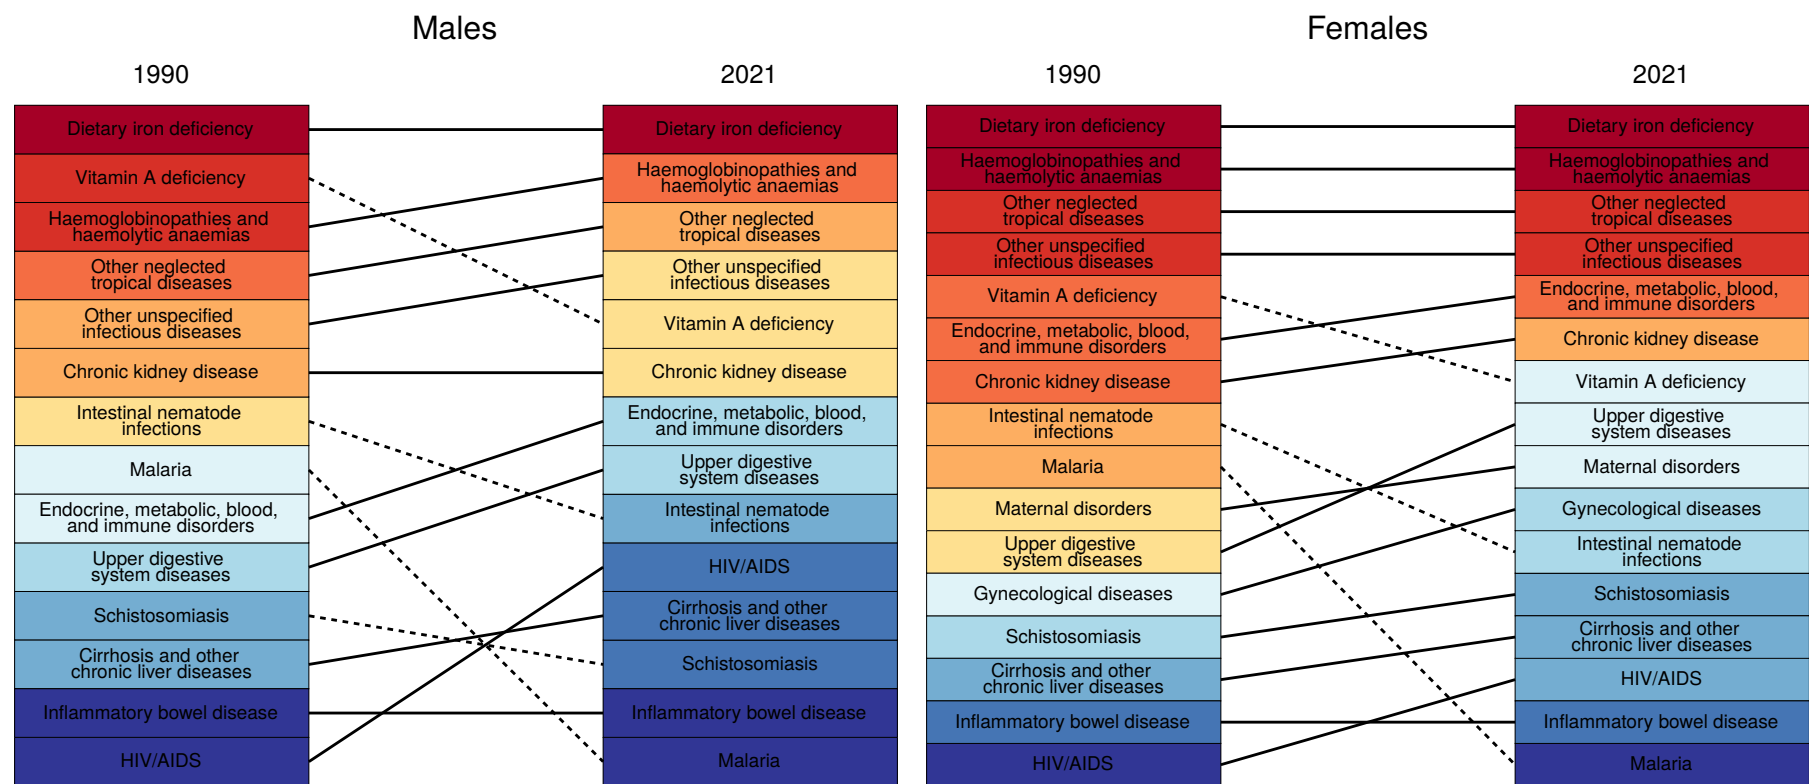 Males
1990
2021
Dietary iron deficiency
Vitamin A deficiency
Haemoglobinopathies and
haemolytic anaemias
Other neglected
tropical diseases
Other unspecified
infectious diseases
Chronic kidney disease
Intestinal nematode
infections
Malaria
Endocrine, metabolic, blood,
and immune disorders
Upper digestive
system diseases
Schistosomiasis
Cirrhosis and other
chronic liver diseases
Inflammatory bowel disease
HIV/AIDS
Dietary iron deficiency
Haemoglobinopathies and
haemolytic anaemias
Other neglected
tropical diseases
Other unspecified
infectious diseases
Vitamin A deficiency
Chronic kidney disease
Endocrine, metabolic, blood,
and immune disorders
Upper digestive
system diseases
Intestinal nematode
infections
HIV/AIDS
Cirrhosis and other
chronic liver diseases
Schistosomiasis
Inflammatory bowel disease
Malaria
Females
1990
2021
Dietary iron deficiency
Haemoglobinopathies and
haemolytic anaemias
Other neglected
tropical diseases
Other unspecified
infectious diseases
Vitamin A deficiency
Endocrine, metabolic, blood,
and immune disorders
Chronic kidney disease
Intestinal nematode
infections
Malaria
Maternal disorders
Upper digestive
system diseases
Gynecological diseases
Schistosomiasis
Cirrhosis and other
chronic liver diseases
Inflammatory bowel disease
HIV/AIDS
Dietary iron deficiency
Haemoglobinopathies and
haemolytic anaemias
Other neglected
tropical diseases
Other unspecified
infectious diseases
Endocrine, metabolic, blood,
and immune disorders
Chronic kidney disease
Vitamin A deficiency
Upper digestive
system diseases
Maternal disorders
Gynecological diseases
Intestinal nematode
infections
Schistosomiasis
Cirrhosis and other
chronic liver diseases
HIV/AIDS
Inflammatory bowel disease
Malaria